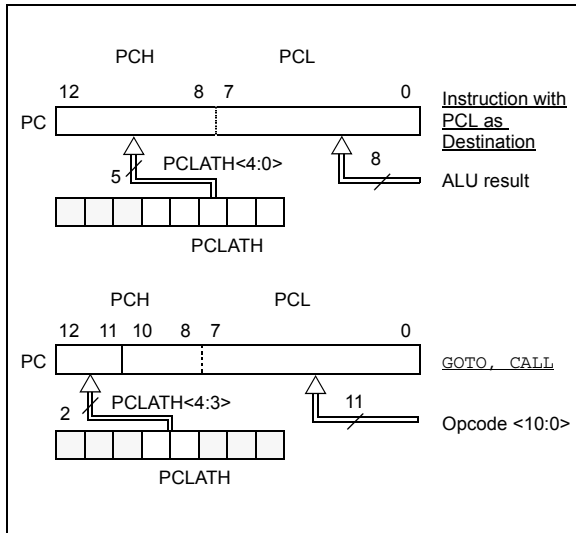 PCH PCL
12 8 7 0
PC
Instruction with
PCL as
Destination
5 PCLATH<4:0> 8
ALU result
PCLATH
PCH PCL
12 11 10 8 7 0
PC
GOTO, CALL
2 PCLATH<4:3> 11
Opcode <10:0>
PCLATH